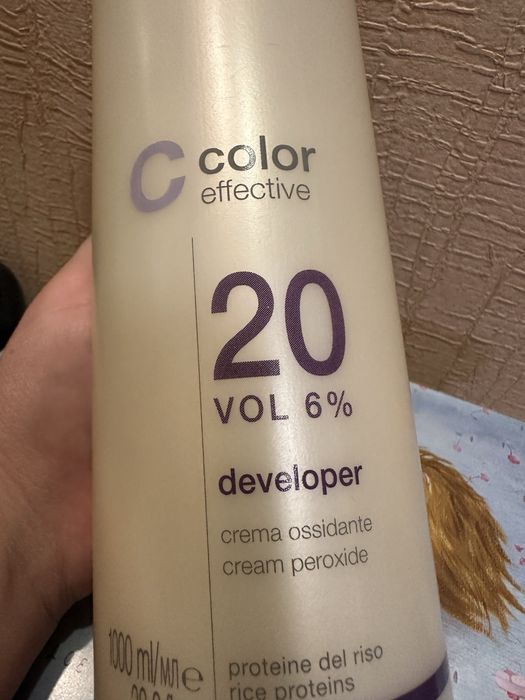 C color
effective
20
VOL 6%
developer
crema ossidante
cream peroxide
1000 ml/мл e
proteine del riso
rice proteins